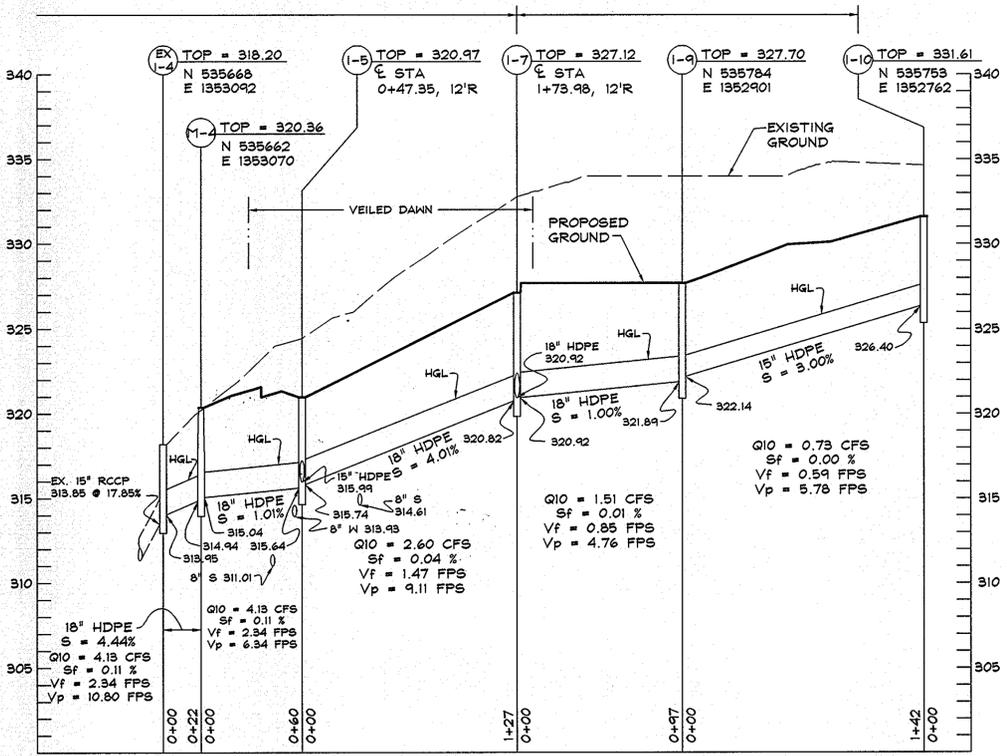 EX
1-4
TOP = 318.20
N 535668
E 1353092
M-4
TOP = 320.36
N 535662
E 1353070
1-5
TOP = 320.97
℄ STA
0+47.35, 12'R
1-7
TOP = 327.12
℄ STA
1+73.98, 12'R
1-9
TOP = 327.70
N 535784
E 1352901
1-10
TOP = 331.61
N 535753
E 1352762
340
335
330
325
320
315
310
305
340
335
330
325
320
315
310
305
EXISTING
GROUND
VEILED DAWN
PROPOSED
GROUND
HGL
HGL
HGL
HGL
HGL
18" HDPE
320.92
15" HDPE
S = 3.00%
326.40
18" HDPE
S = 1.00%
321.89
322.14
320.82
320.92
18" HDPE
S = 4.01%
EX. 15" RCCP
313.85 @ 17.85%
18" HDPE
S = 1.01%
15" HDPE
315.99
8" S
314.61
315.74
8" W 313.93
315.04
314.94
315.64
313.95
8" S 311.01
Q10 = 0.73 CFS
Sf = 0.00 %
Vf = 0.59 FPS
Vp = 5.78 FPS
Q10 = 1.51 CFS
Sf = 0.01 %
Vf = 0.85 FPS
Vp = 4.76 FPS
Q10 = 2.60 CFS
Sf = 0.04 %
Vf = 1.47 FPS
Vp = 9.11 FPS
Q10 = 4.13 CFS
Sf = 0.11 %
Vf = 2.34 FPS
Vp = 6.34 FPS
18" HDPE
S = 4.44%
Q10 = 4.13 CFS
Sf = 0.11 %
Vf = 2.34 FPS
Vp = 10.80 FPS
0+00
0+22
0+00
0+60
0+00
1+27
0+00
0+97
0+00
1+42
0+00